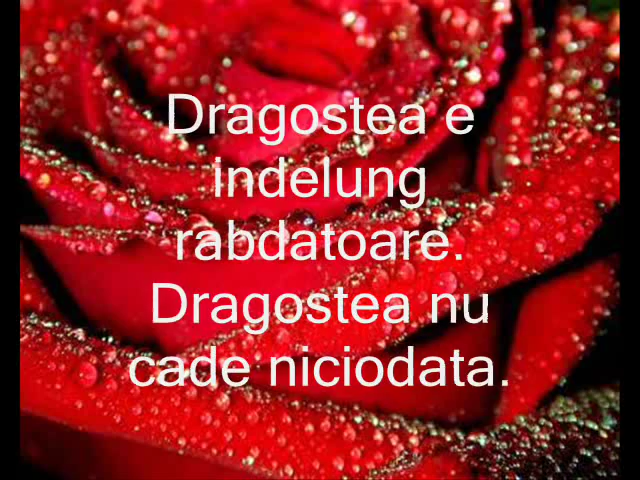 Dragostea e
indelung
rabdatoare.
Dragostea nu
cade niciodata.